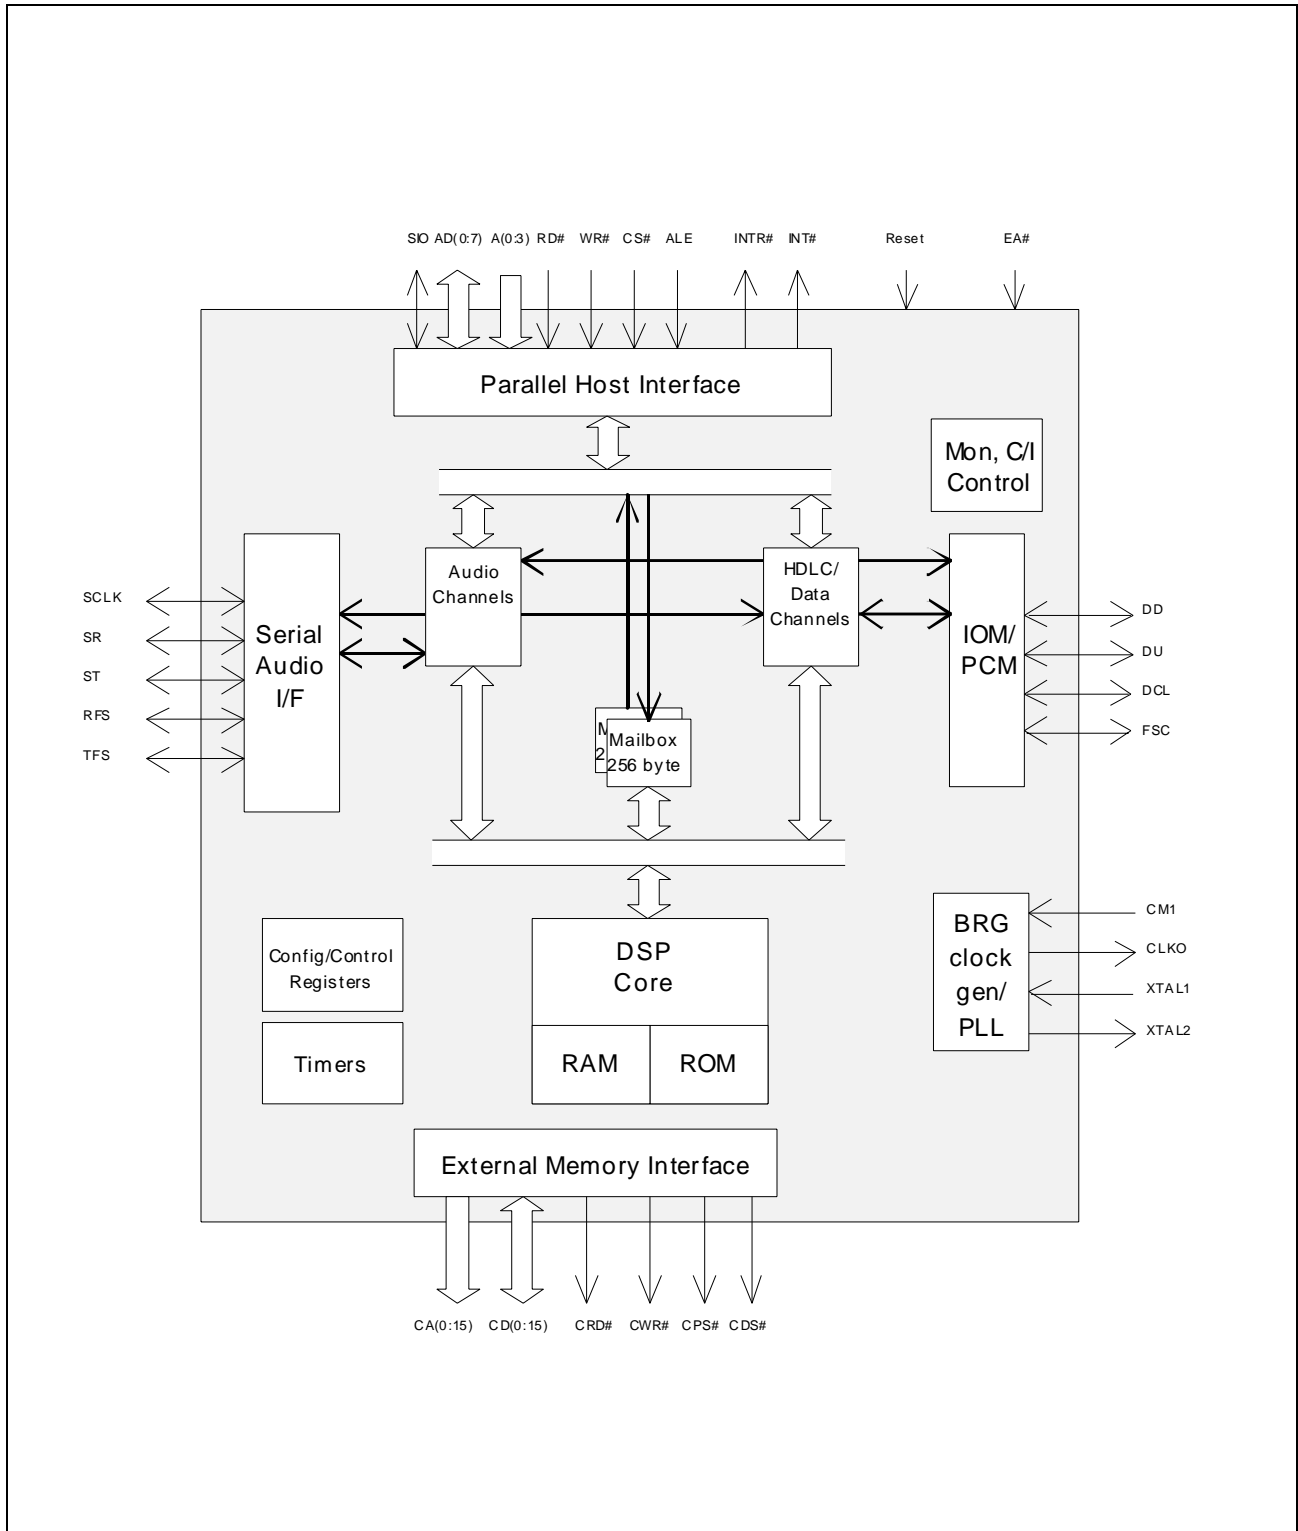 SIO AD(0:7) A(0:3) RD# WR# CS# ALE INTR# INT# Reset EA#
Parallel Host Interface
Mon, C/I
Control
Audio
Channels
HDLC/
Data
Channels
SCLK
SR
ST
RFS
TFS
Serial
Audio
I/F
IOM/
PCM
DD
DU
DCL
FSC
M
2
Mailbox
256 byte
Config/Control
Registers
Timers
DSP
Core
RAM ROM
BRG
clock
gen/
PLL
CM1
CLKO
XTAL1
XTAL2
External Memory Interface
CA(0:15) CD(0:15) CRD# CWR# CPS# CDS#